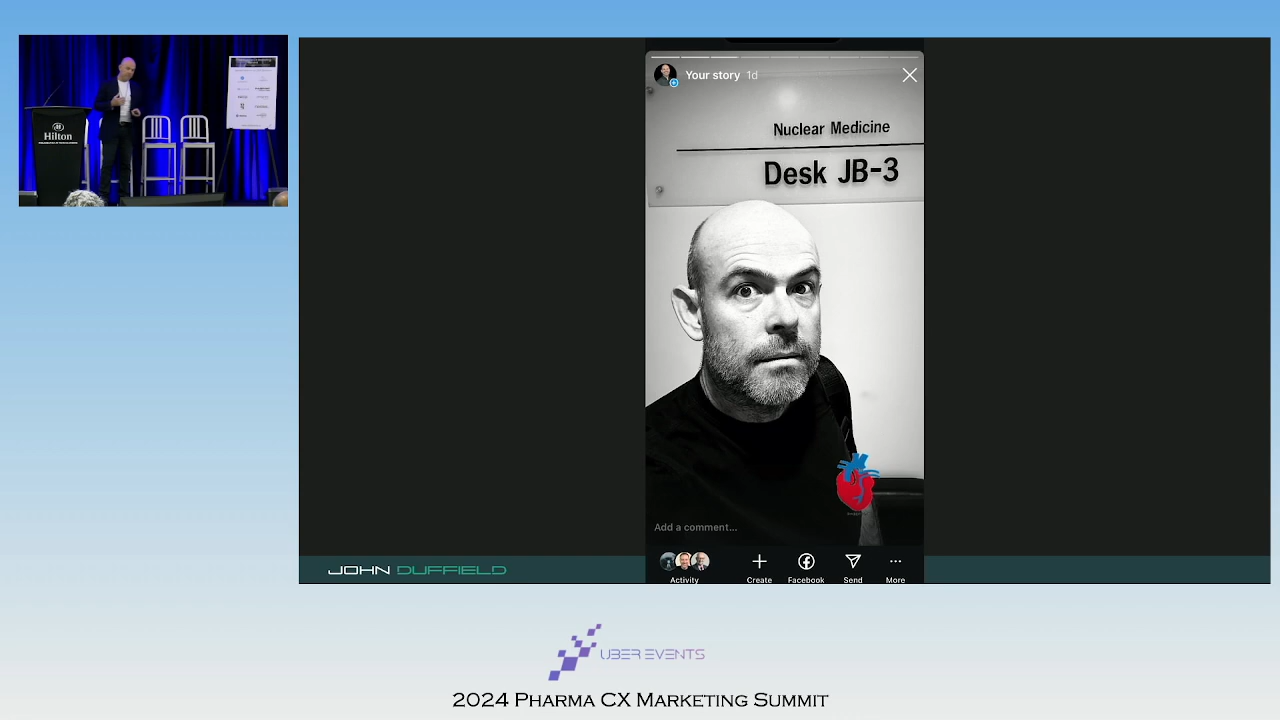 Hilton
Your story 1d
Nuclear Medicine
Desk JB-3
Add a comment...
Activity
Create
Facebook
Send
More
JOHN DUFFIELD
UBER EVENTS
2024 PHARMA CX MARKETING SUMMIT